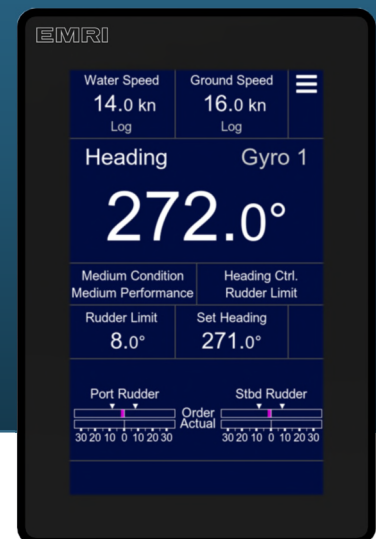 EMRI
Water Speed Ground Speed
14.0 kn 16.0 kn
Log Log
Heading Gyro 1
272.0°
Medium Condition Heading Ctrl.
Medium Performance Rudder Limit
Rudder Limit Set Heading
8.0° 271.0°
Port Rudder Stbd Rudder
Order
Actual
30 20 10 0 10 20 30 30 20 10 0 10 20 30